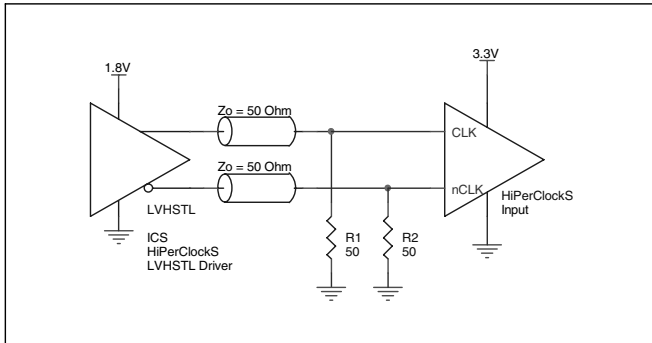 1.8V
3.3V
Zo = 50 Ohm
CLK
Zo = 50 Ohm
nCLK
HiPerClockS
Input
LVHSTL
ICS
HiPerClockS
LVHSTL Driver
R1
50
R2
50